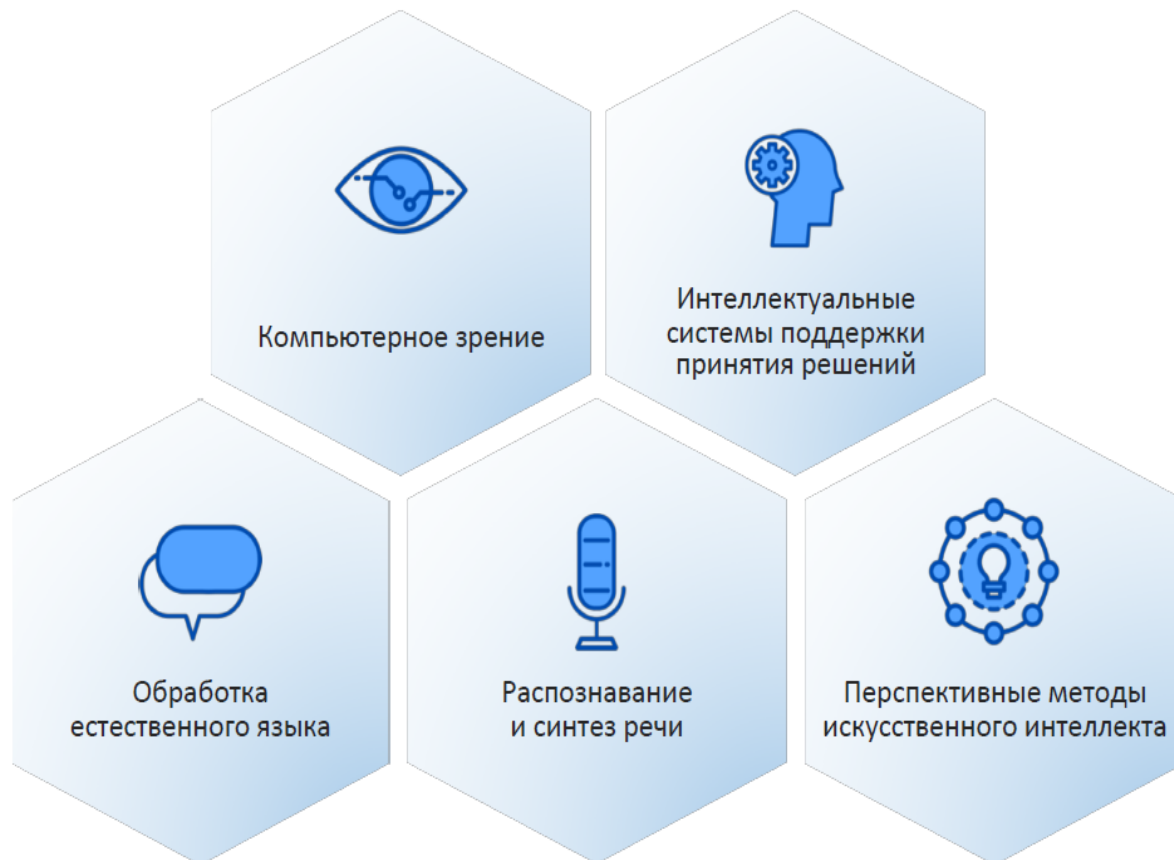 Компьютерное зрение
Интеллектуальные
системы поддержки
принятия решений
Обработка
естественного языка
Распознавание
и синтез речи
Перспективные методы
искусственного интеллекта